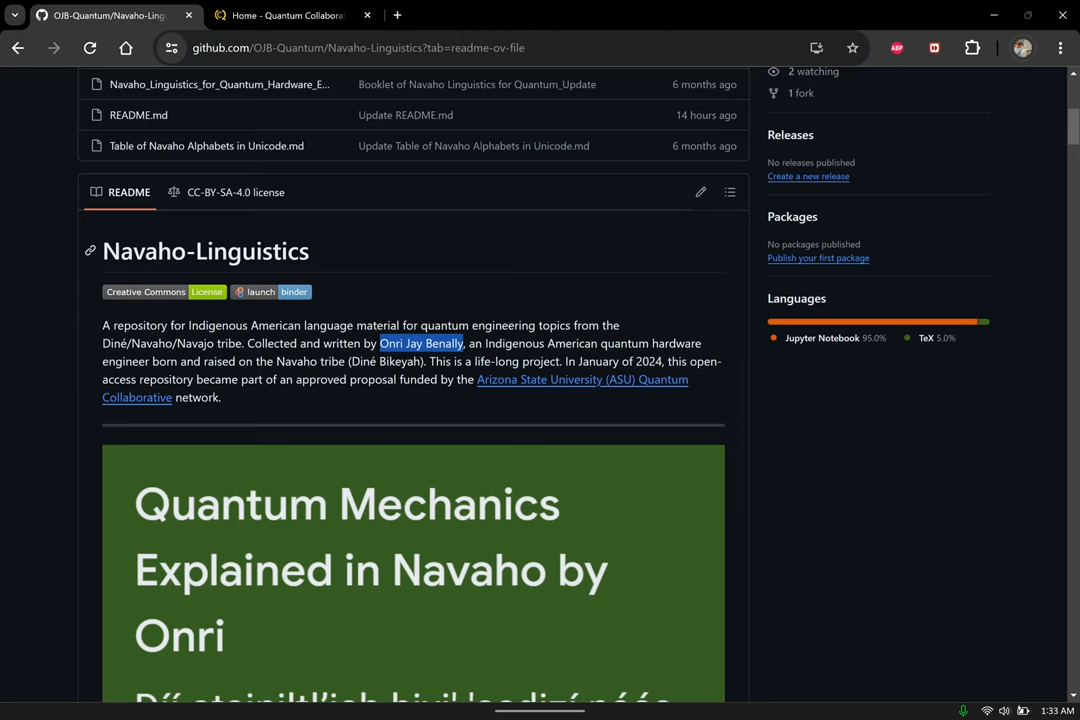 OJB-Quantum/Navaho-Ling
Home - Quantum Collabora
github.com/OJB-Quantum/Navaho-Linguistics?tab=readme-ov-file
ABP
Navaho_Linguistics_for_Quantum_Hardware_E... Booklet of Navaho Linguistics for Quantum_Update 6 months ago
README.md Update README.md 14 hours ago
Table of Navaho Alphabets in Unicode.md Update Table of Navaho Alphabets in Unicode.md 6 months ago
README CC-BY-SA-4.0 license
Navaho-Linguistics
Creative Commons License launch binder
A repository for Indigenous American language material for quantum engineering topics from the
Diné/Navaho/Navajo tribe. Collected and written by Onri Jay Benally, an Indigenous American quantum hardware
engineer born and raised on the Navaho tribe (Diné Bikeyah). This is a life-long project. In January of 2024, this open-
access repository became part of an approved proposal funded by the Arizona State University (ASU) Quantum
Collaborative network.
Quantum Mechanics
Explained in Navaho by
Onri
2 watching
1 fork
Releases
No releases published
Create a new release
Packages
No packages published
Publish your first package
Languages
Jupyter Notebook 95.0% TeX 5.0%
1:33 AM